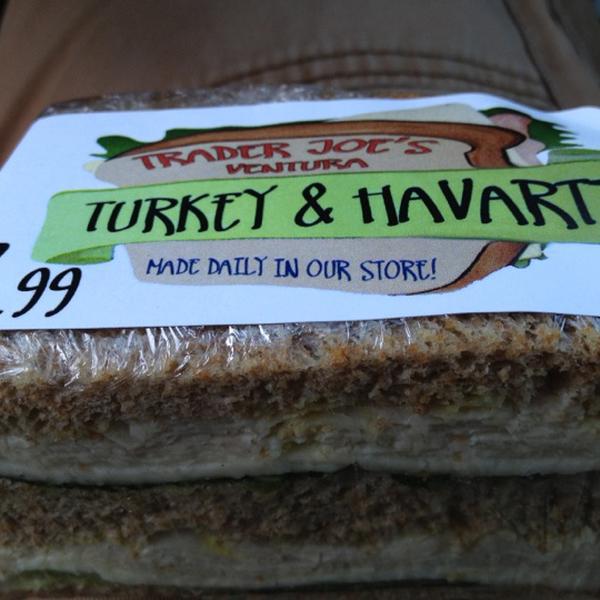 TRADER JOE'S
VENTURA
TURKEY & HAVART
MADE DAILY IN OUR STORE!
.99